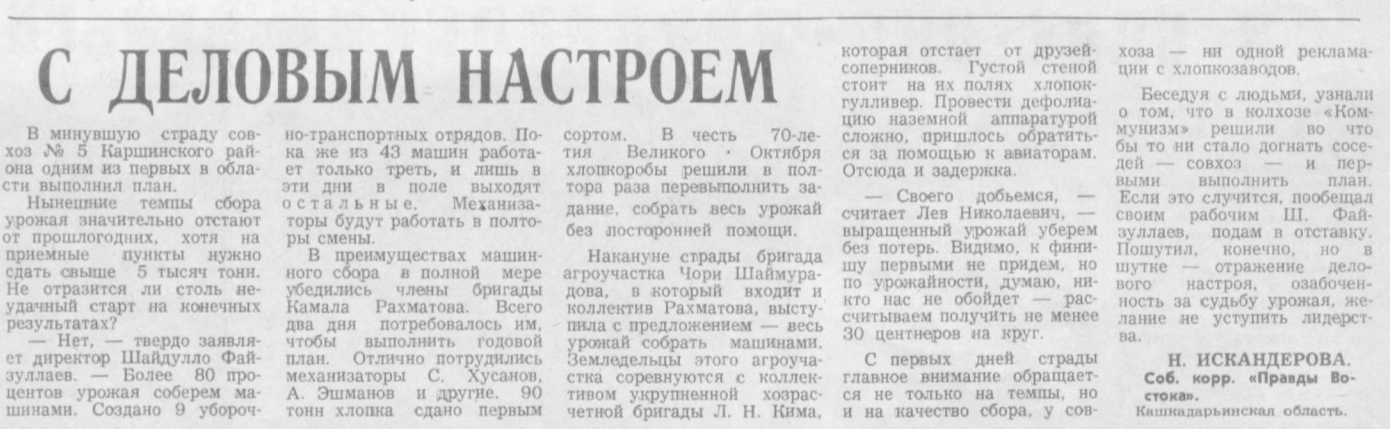 С ДЕЛОВЫМ НАСТРОЕМ
В минувшую страду сов-
хоз № 5 Каршинского рай-
она одним из первых в обла-
сти выполнил план.
Нынешние темпы сбора
урожая значительно отстают
от прошлогодних, хотя на
приемные пункты нужно
сдать свыше 5 тысяч тонн.
Не отразится ли столь не-
удачный старт на конечных
результатах?
— Нет, — твердо заявля-
ет директор Шайдулло Фай-
зуллаев. — Более 80 про-
центов урожая соберем ма-
шинами. Создано 9 убороч-
но-транспортных отрядов. По-
ка же из 43 машин работа-
ет только треть, и лишь в
эти дни в поле выходят
остальные. Механиза-
торы будут работать в полто-
ры смены.
В преимуществах машин-
ного сбора в полной мере
убедились члены бригады
Камала Рахматова. Всего
два дня потребовалось им,
чтобы выполнить годовой
план. Отлично потрудились
механизаторы С. Хусанов,
А. Эшманов и другие. 90
тонн хлопка сдано первым
сортом. В честь 70-ле-
тия Великого Октября
хлопкоробы решили в пол-
тора раза перевыполнить за-
дание, собрать весь урожай
без посторонней помощи.
Накануне страды бригада
агроучастка Чори Шаймура-
дова, в который входит и
коллектив Рахматова, высту-
пила с предложением — весь
урожай собрать машинами.
Земледельцы этого агроуча-
стка соревнуются с коллек-
тивом укрупненной хозрас-
четной бригады Л. Н. Кима,
которая отстает от друзей-
соперников. Густой стеной
стоит на их полях хлопок-
гулливер. Провести дефолиа-
цию наземной аппаратурой
сложно, пришлось обратить-
ся за помощью к авиаторам.
Отсюда и задержка.
— Своего добьемся, —
считает Лев Николаевич, —
выращенный урожай уберем
без потерь. Видимо, к фини-
шу первыми не придем, но
по урожайности, думаю, ни-
кто нас не обойдет — рас-
считываем получить не менее
30 центнеров на круг.
С первых дней страды
главное внимание обращает-
ся не только на темпы, но
и на качество сбора, у сов-
хоза — ни одной реклама-
ции с хлопкозаводов.
Беседуя с людьми, узнали
о том, что в колхозе «Ком-
мунизм» решили во что
бы то ни стало догнать сосе-
дей — совхоз — и пер-
выми выполнить план.
Если это случится, пообещал
своим рабочим Ш. Фай-
зуллаев, подам в отставку.
Пошутил, конечно, но в
шутке — отражение дело-
вого настроя, озабочен-
ность за судьбу урожая, же-
лание не уступить лидерст-
ва.
Н. ИСКАНДЕРОВА.
Соб. корр. «Правды Во-
стока».
Кашкадарьинская область.